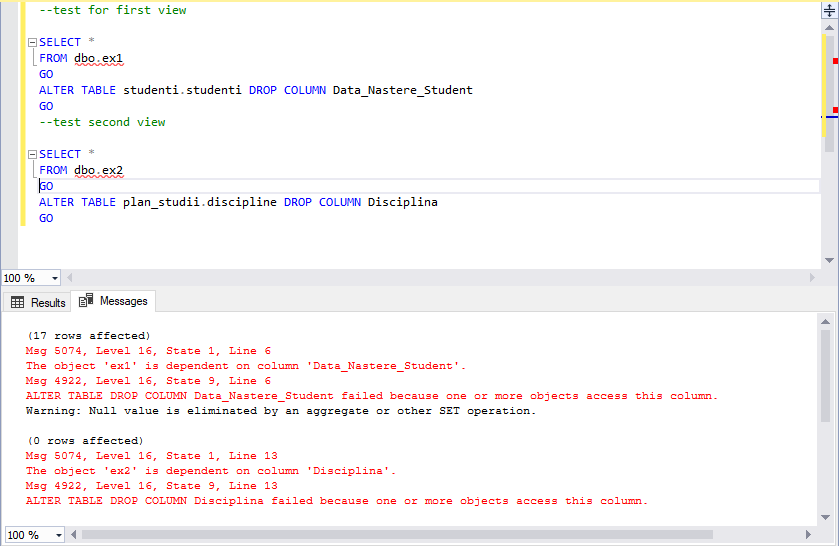 --test for first view
SELECT *
FROM dbo.ex1
GO
ALTER TABLE studenti.studenti DROP COLUMN Data_Nastere_Student
GO
--test second view
SELECT *
FROM dbo.ex2
GO
ALTER TABLE plan_studii.discipline DROP COLUMN Disciplina
GO
100 %
Results Messages
(17 rows affected)
Msg 5074, Level 16, State 1, Line 6
The object 'ex1' is dependent on column 'Data_Nastere_Student'.
Msg 4922, Level 16, State 9, Line 6
ALTER TABLE DROP COLUMN Data_Nastere_Student failed because one or more objects access this column.
Warning: Null value is eliminated by an aggregate or other SET operation.
(0 rows affected)
Msg 5074, Level 16, State 1, Line 13
The object 'ex2' is dependent on column 'Disciplina'.
Msg 4922, Level 16, State 9, Line 13
ALTER TABLE DROP COLUMN Disciplina failed because one or more objects access this column.
100 %